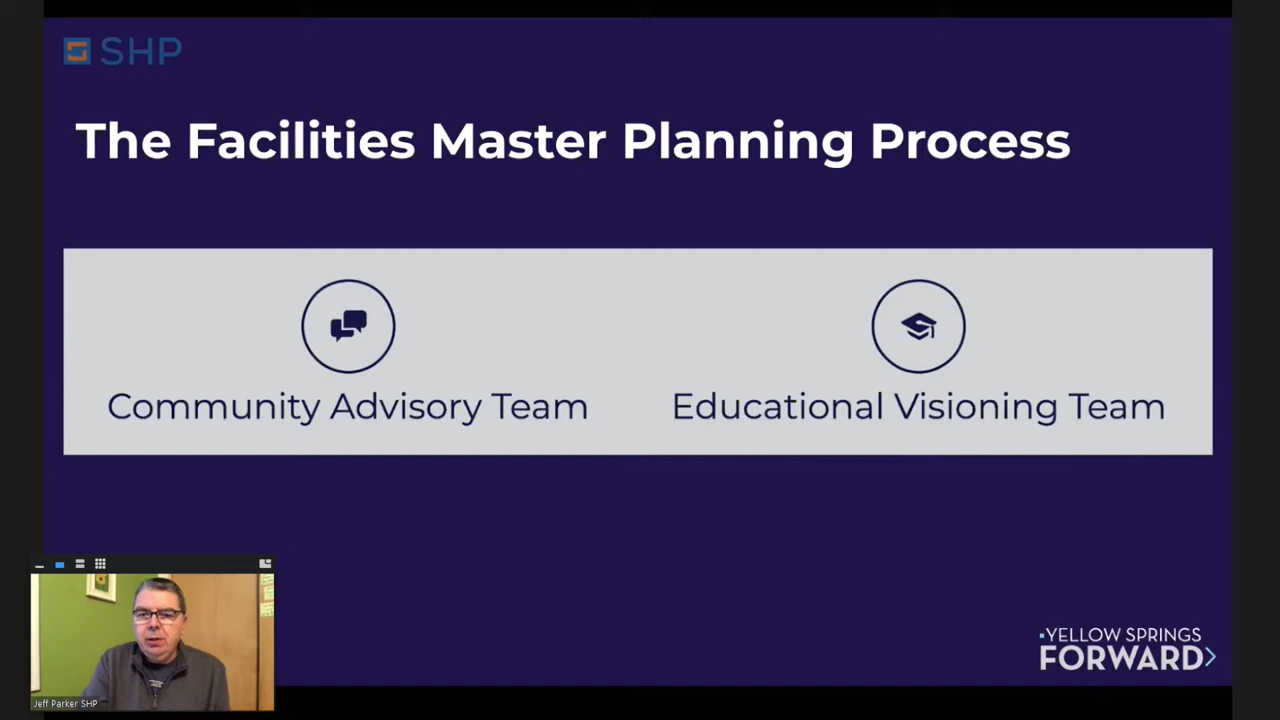 SHP
The Facilities Master Planning Process
Community Advisory Team
Educational Visioning Team
Jeff Parker SHP
YELLOW SPRINGS
FORWARD